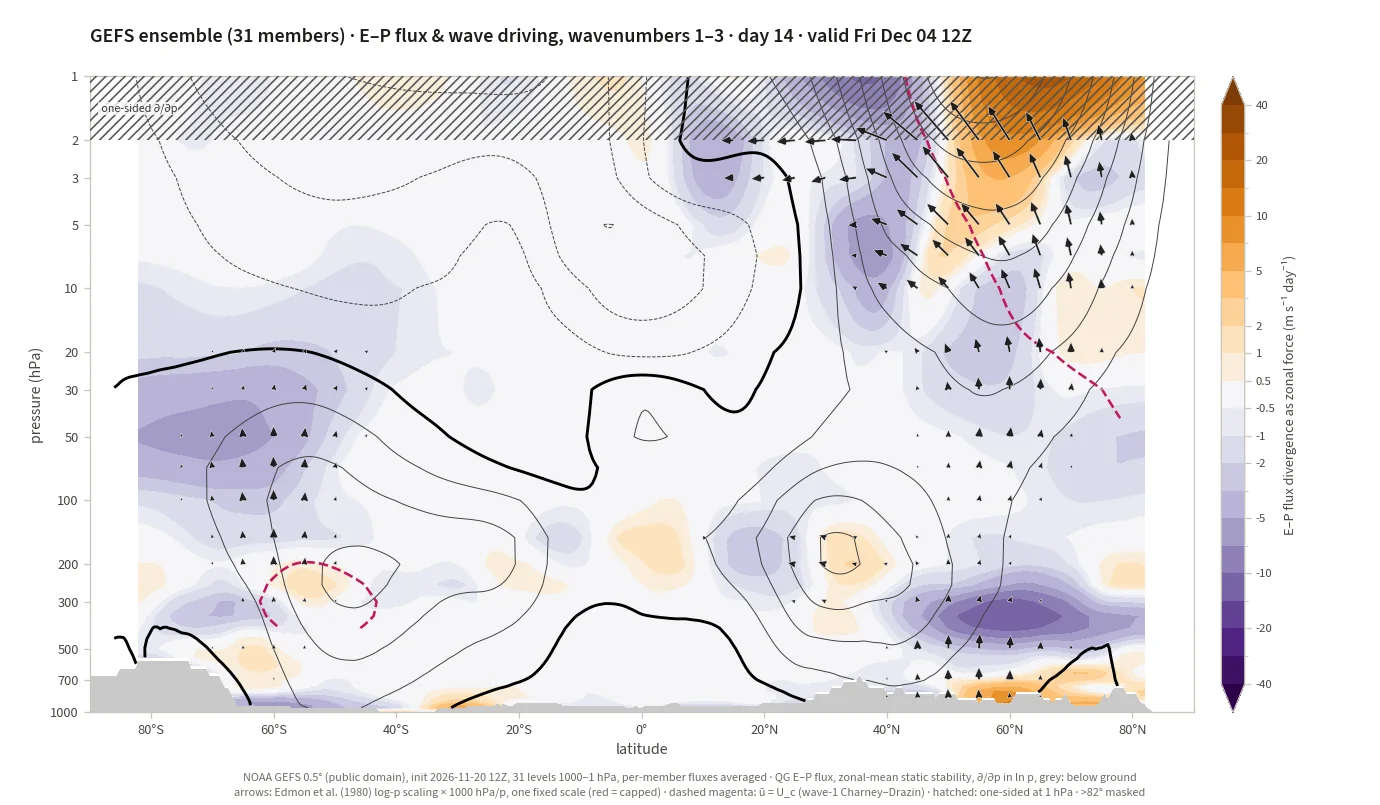 GEFS ensemble (31 members) · E–P flux & wave driving, wavenumbers 1–3 · day 14 · valid Fri Dec 04 12Z
one-sided ∂/∂p
pressure (hPa)
1
2
3
5
10
20
30
50
100
200
300
500
700
1000
80°S
60°S
40°S
20°S
0°
20°N
40°N
60°N
80°N
latitude
40
20
10
5
2
1
0.5
-0.5
-1
-2
-5
-10
-20
-40
E–P flux divergence as zonal force (m s⁻¹ day⁻¹)
NOAA GEFS 0.5° (public domain), init 2026-11-20 12Z, 31 levels 1000–1 hPa, per-member fluxes averaged · QG E–P flux, zonal-mean static stability, ∂/∂p in ln p, grey: below ground
arrows: Edmon et al. (1980) log-p scaling × 1000 hPa/p, one fixed scale (red = capped) · dashed magenta: ū = U_c (wave-1 Charney–Drazin) · hatched: one-sided at 1 hPa · >82° masked